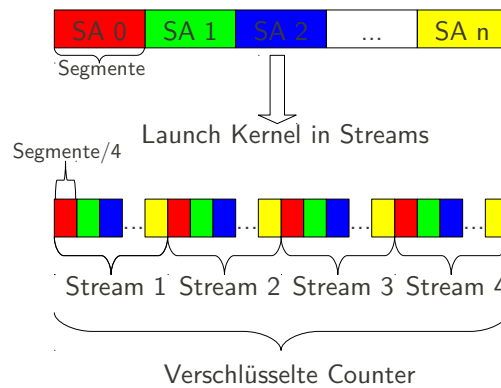 SA 0 SA 1 SA 2 ... SA n
Segmente
Launch Kernel in Streams
Segmente/4
... ... ... ...
Stream 1 Stream 2 Stream 3 Stream 4
Verschlüsselte Counter